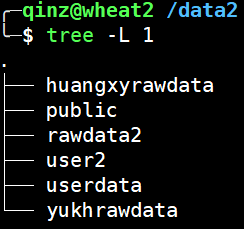 ╭─qinz@wheat2 /data2
╰─$ tree -L 1
.
├── huangxyrawdata
├── public
├── rawdata2
├── user2
├── userdata
└── yukhrawdata